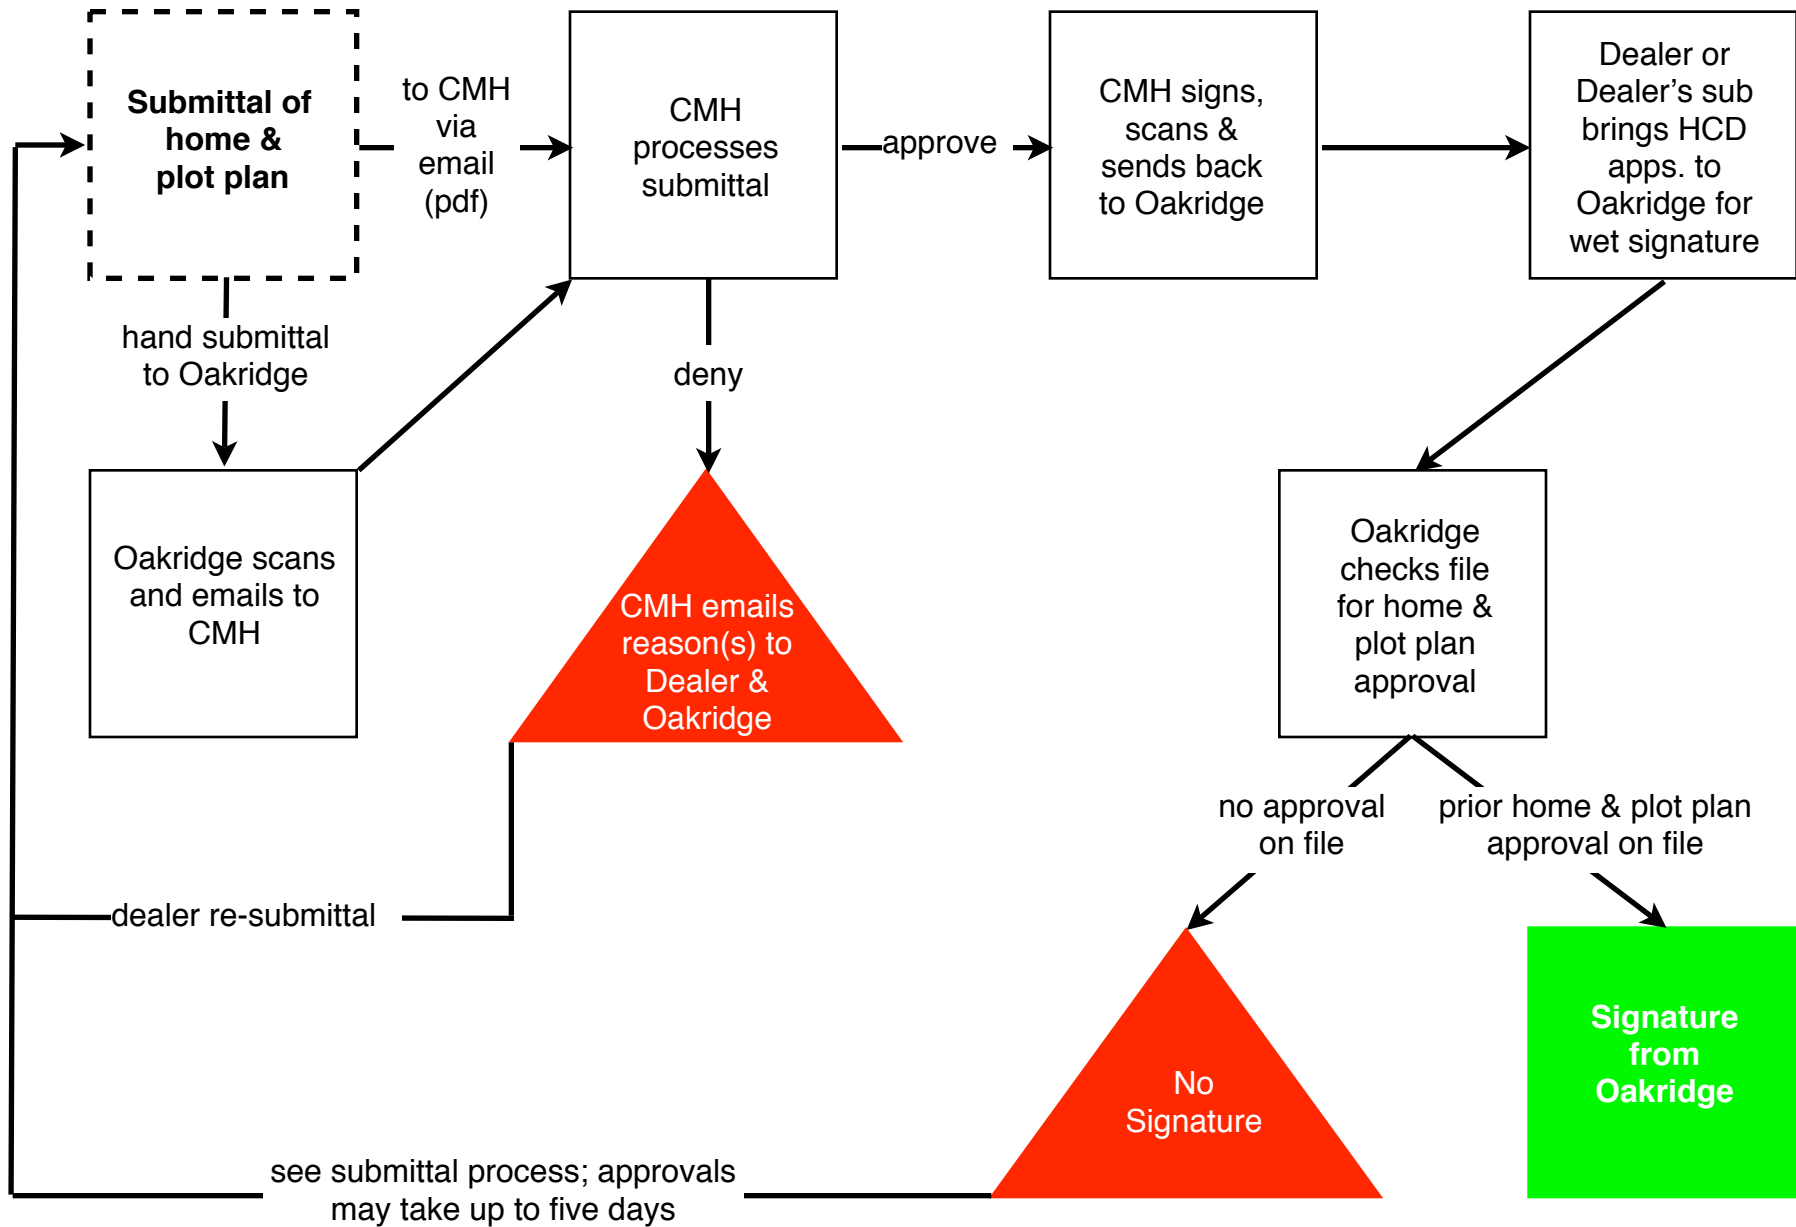 Submittal of
home &
plot plan
to CMH
via
email
(pdf)
CMH
processes
submittal
approve
CMH signs,
scans &
sends back
to Oakridge
Dealer or
Dealer’s sub
brings HCD
apps. to
Oakridge for
wet signature
hand submittal
to Oakridge
deny
Oakridge scans
and emails to
CMH
CMH emails
reason(s) to
Dealer &
Oakridge
Oakridge
checks file
for home &
plot plan
approval
no approval
on file
prior home & plot plan
approval on file
dealer re-submittal
No
Signature
Signature
from
Oakridge
see submittal process; approvals
may take up to five days